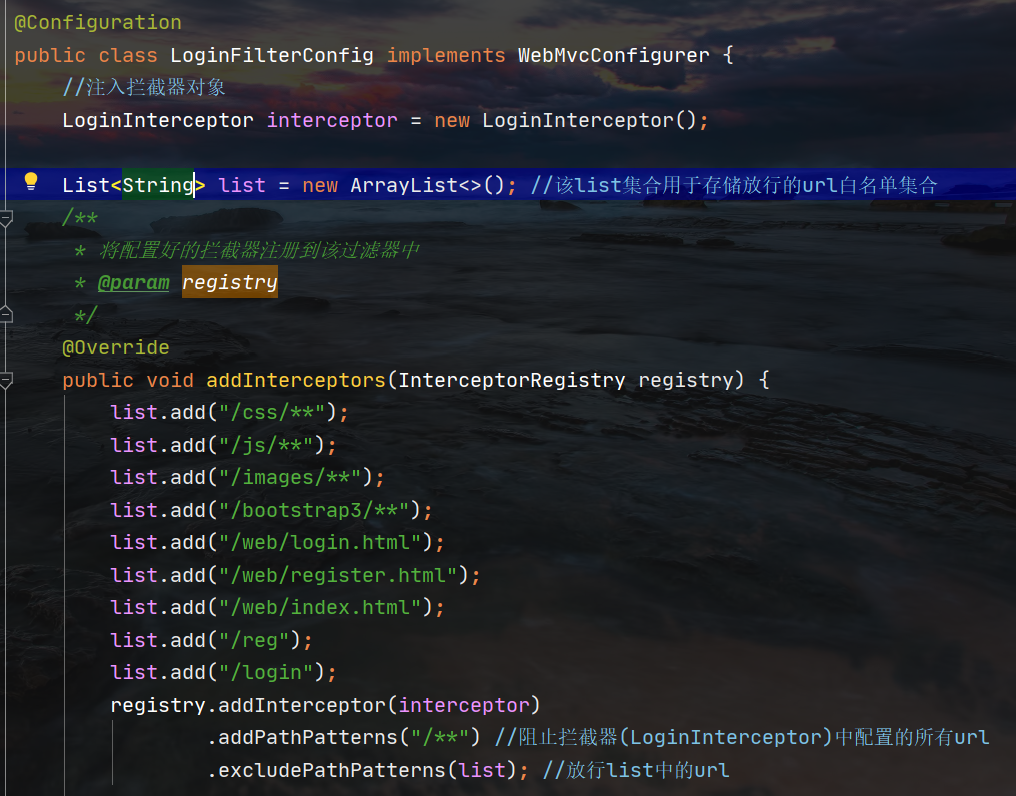 @Configuration
public class LoginFilterConfig implements WebMvcConfigurer {
//注入拦截器对象
LoginInterceptor interceptor = new LoginInterceptor();
List<String> list = new ArrayList<>(); //该list集合用于存储放行的url白名单集合
/**
* 将配置好的拦截器注册到该过滤器中
* @param registry
*/
@Override
public void addInterceptors(InterceptorRegistry registry) {
list.add("/css/**");
list.add("/js/**");
list.add("/images/**");
list.add("/bootstrap3/**");
list.add("/web/login.html");
list.add("/web/register.html");
list.add("/web/index.html");
list.add("/reg");
list.add("/login");
registry.addInterceptor(interceptor)
.addPathPatterns("/**") //阻止拦截器(LoginInterceptor)中配置的所有url
.excludePathPatterns(list); //放行list中的url